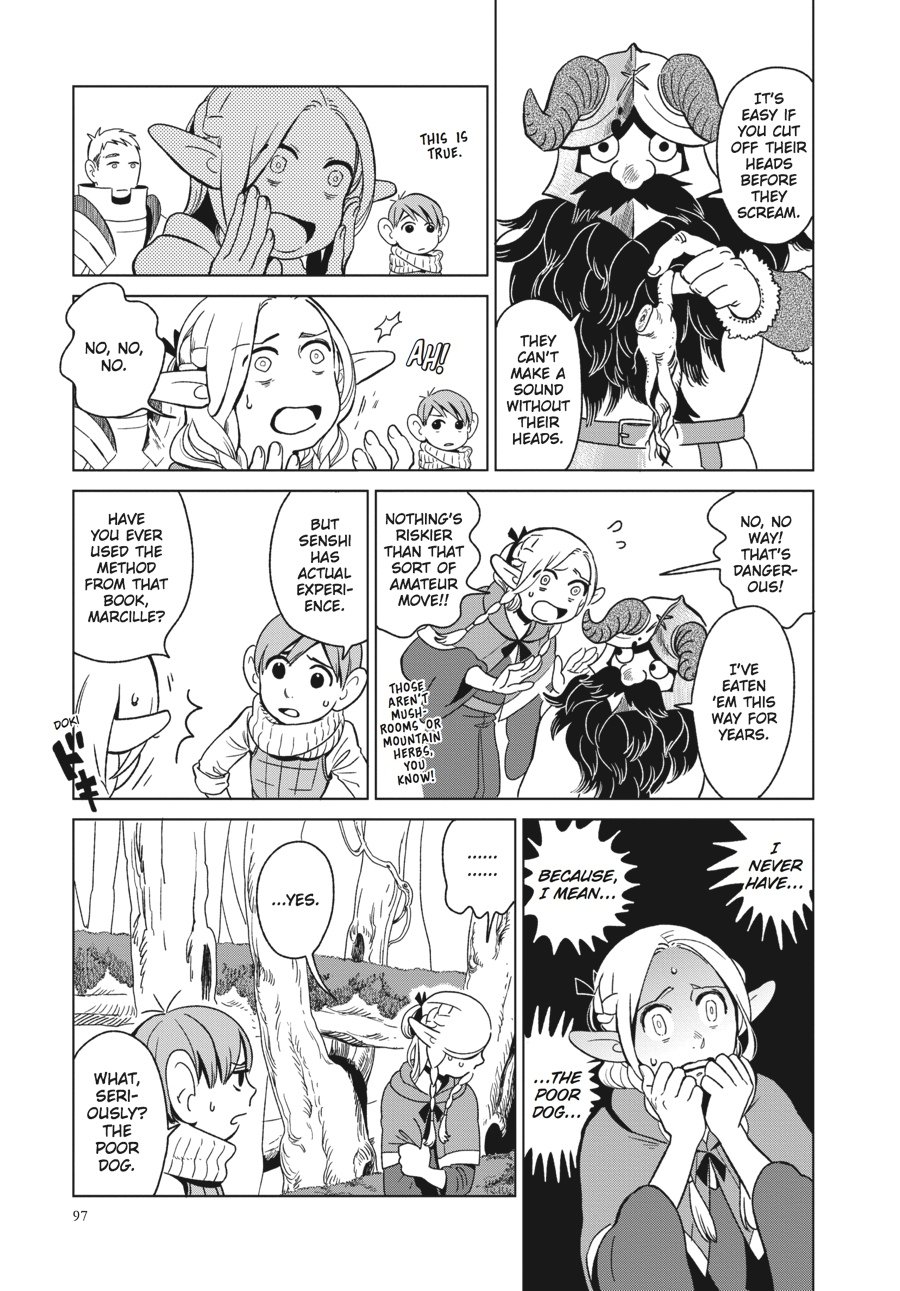 IT'S
EASY IF
YOU CUT
OFF THEIR
HEADS
BEFORE
THEY
SCREAM.
THEY
CAN'T
MAKE A
SOUND
WITHOUT
THEIR
HEADS.
THIS IS
TRUE.
AH!
NO, NO,
NO.
NO, NO
WAY!
THAT'S
DANGER-
OUS!
I'VE
EATEN
'EM THIS
WAY FOR
YEARS.
NOTHING'S
RISKIER
THAN THAT
SORT OF
AMATEUR
MOVE!!
THOSE
AREN'T
MUSH-
ROOMS OR
MOUNTAIN
HERBS,
YOU
KNOW!
BUT
SENSHI
HAS
ACTUAL
EXPERI-
ENCE.
HAVE
YOU EVER
USED THE
METHOD
FROM THAT
BOOK,
MARCILLE?
DOKI
ドキ
I
NEVER
HAVE...
BECAUSE,
I MEAN...
...THE
POOR
DOG...
......
......
...YES.
WHAT,
SERI-
OUSLY?
THE
POOR
DOG.
97